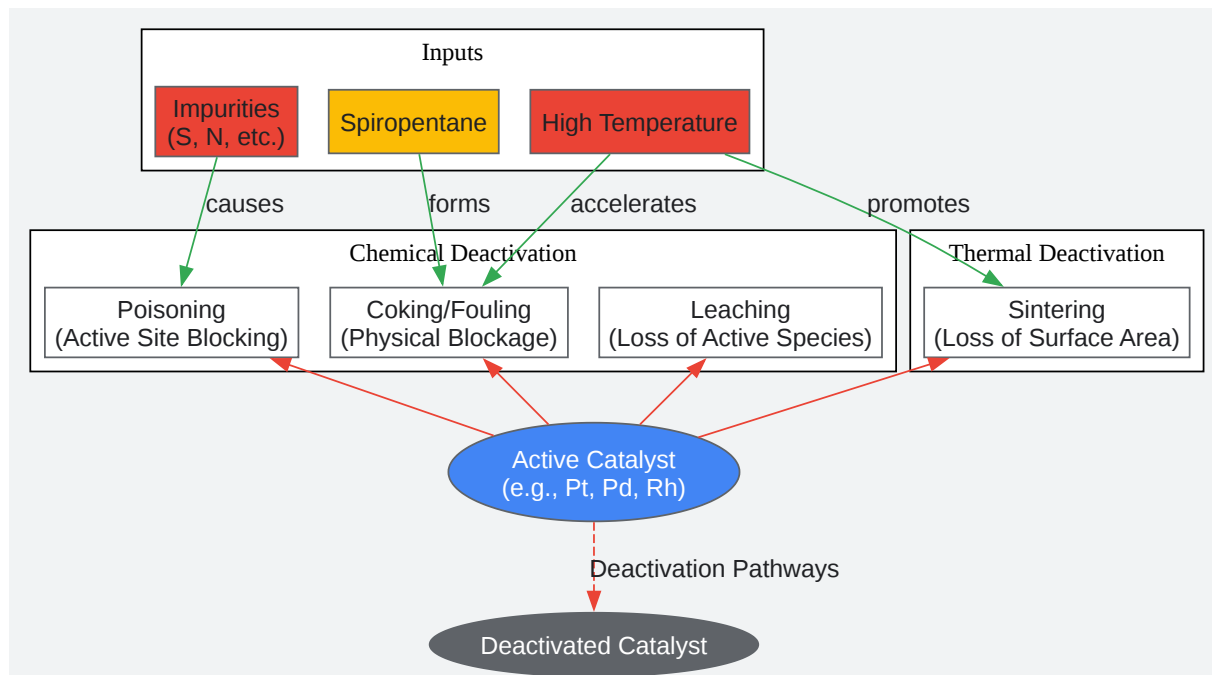 Inputs
Impurities
(S, N, etc.)
Spiropentane
High Temperature
causes
forms
accelerates
promotes
Chemical Deactivation
Thermal Deactivation
Poisoning
(Active Site Blocking)
Coking/Fouling
(Physical Blockage)
Leaching
(Loss of Active Species)
Sintering
(Loss of Surface Area)
Active Catalyst
(e.g., Pt, Pd, Rh)
Deactivation Pathways
Deactivated Catalyst